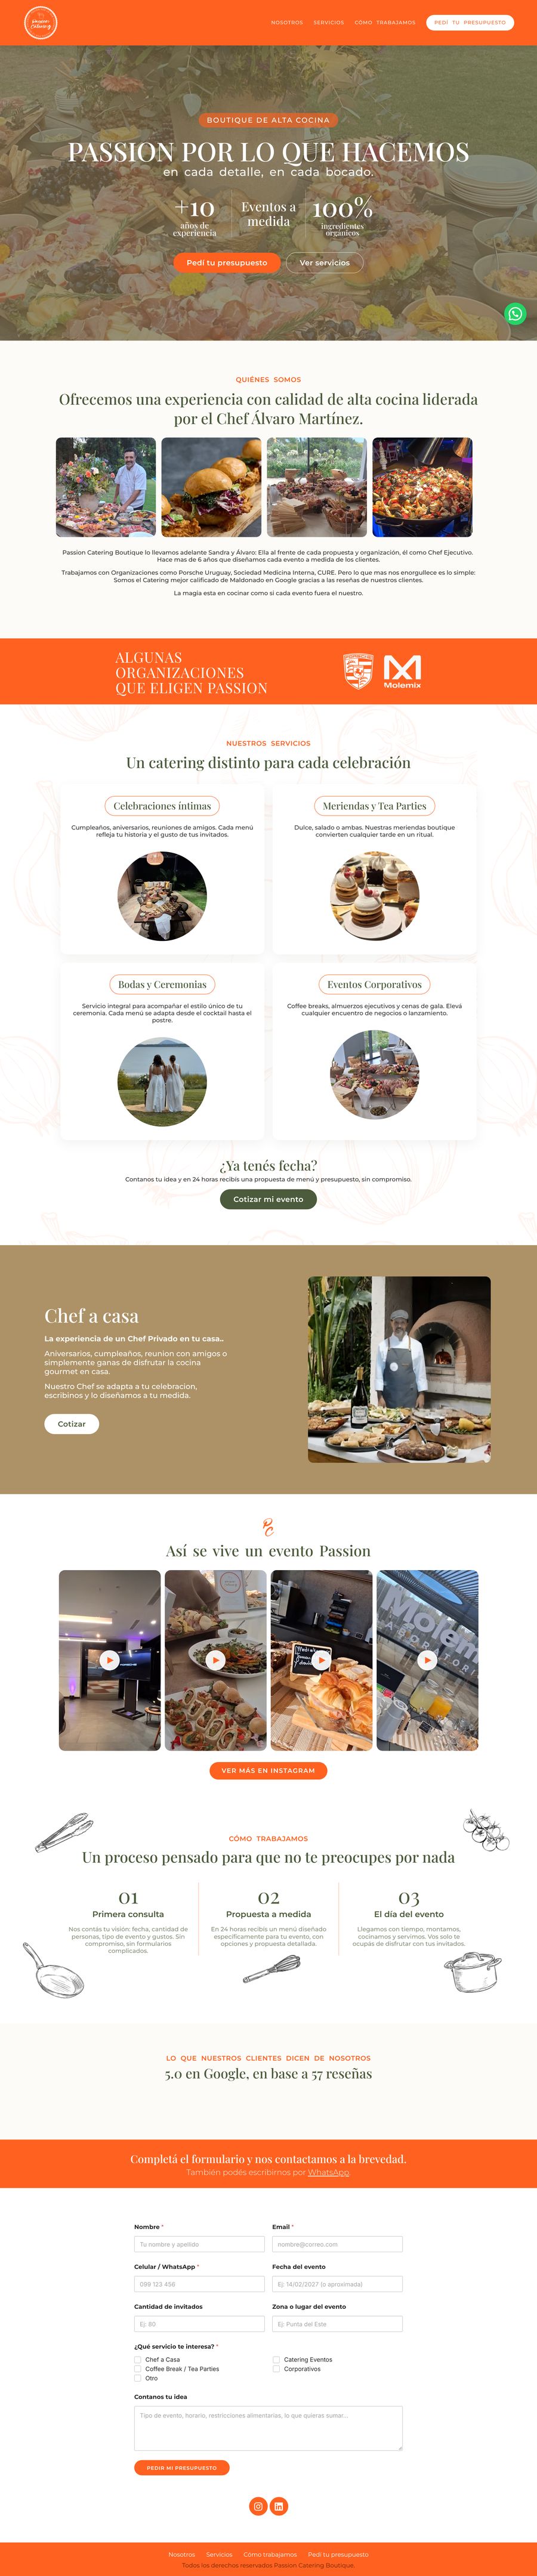 Passion
Catering
NOSOTROS SERVICIOS CÓMO TRABAJAMOS PEDÍ TU PRESUPUESTO
BOUTIQUE DE ALTA COCINA
PASSION POR LO QUE HACEMOS
en cada detalle, en cada bocado.
+10
años de
experiencia
Eventos a
medida
100%
ingredientes
orgánicos
Pedí tu presupuesto
Ver servicios
QUIÉNES SOMOS
Ofrecemos una experiencia con calidad de alta cocina liderada
por el Chef Álvaro Martínez.
Passion Catering Boutique lo llevamos adelante Sandra y Álvaro: Ella al frente de cada propuesta y organización, él como Chef Ejecutivo.
Hace mas de 6 años que diseñamos cada evento a medida de los clientes.
Trabajamos con Organizaciones como Porsche Uruguay, Sociedad Medicina Interna, CURE. Pero lo que mas nos enorgullece es lo simple:
Somos el Catering mejor calificado de Maldonado en Google gracias a las reseñas de nuestros clientes.
La magia esta en cocinar como si cada evento fuera el nuestro.
ALGUNAS
ORGANIZACIONES
QUE ELIGEN PASSION
Molemix
NUESTROS SERVICIOS
Un catering distinto para cada celebración
Celebraciones íntimas
Cumpleaños, aniversarios, reuniones de amigos. Cada menú
refleja tu historia y el gusto de tus invitados.
Meriendas y Tea Parties
Dulce, salado o ambas. Nuestras meriendas boutique
convierten cualquier tarde en un ritual.
Bodas y Ceremonias
Servicio integral para acompañar el estilo único de tu
ceremonia. Cada menú se adapta desde el cocktail hasta el
postre.
Eventos Corporativos
Coffee breaks, almuerzos ejecutivos y cenas de gala. Elevá
cualquier encuentro de negocios o lanzamiento.
¿Ya tenés fecha?
Contanos tu idea y en 24 horas recibís una propuesta de menú y presupuesto, sin compromiso.
Cotizar mi evento
Chef a casa
La experiencia de un Chef Privado en tu casa..
Aniversarios, cumpleaños, reunion con amigos o
simplemente ganas de disfrutar la cocina
gourmet en casa.
Nuestro Chef se adapta a tu celebracion,
escribinos y lo diseñamos a tu medida.
Cotizar
Así se vive un evento Passion
VER MÁS EN INSTAGRAM
CÓMO TRABAJAMOS
Un proceso pensado para que no te preocupes por nada
01
Primera consulta
Nos contás tu visión: fecha, cantidad de
personas, tipo de evento y gustos. Sin
compromiso, sin formularios
complicados.
02
Propuesta a medida
En 24 horas recibís un menú diseñado
específicamente para tu evento, con
opciones y propuesta detallada.
03
El día del evento
Llegamos con tiempo, montamos,
cocinamos y servimos. Vos solo te
ocupás de disfrutar con tus invitados.
LO QUE NUESTROS CLIENTES DICEN DE NOSOTROS
5.0 en Google, en base a 57 reseñas
Completá el formulario y nos contactamos a la brevedad.
También podés escribirnos por WhatsApp.
Nombre *
Tu nombre y apellido
Email *
nombre@correo.com
Celular / WhatsApp *
099 123 456
Fecha del evento
Ej: 14/02/2027 (o aproximada)
Cantidad de invitados
Ej: 80
Zona o lugar del evento
Ej: Punta del Este
¿Qué servicio te interesa? *
Chef a Casa
Catering Eventos
Coffee Break / Tea Parties
Corporativos
Otro
Contanos tu idea
Tipo de evento, horario, restricciones alimentarias, lo que quieras sumar...
PEDIR MI PRESUPUESTO
Nosotros Servicios Cómo trabajamos Pedí tu presupuesto
Todos los derechos reservados Passion Catering Boutique.